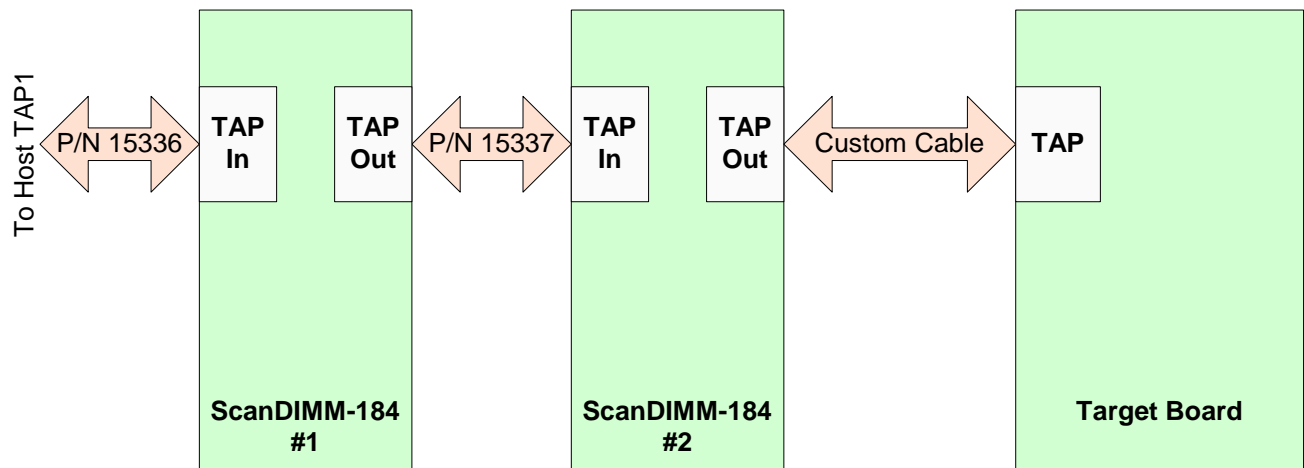 To Host TAP1
P/N 15336
TAP
In
TAP
Out
P/N 15337
TAP
In
TAP
Out
Custom Cable
TAP
ScanDIMM-184
#1
ScanDIMM-184
#2
Target Board